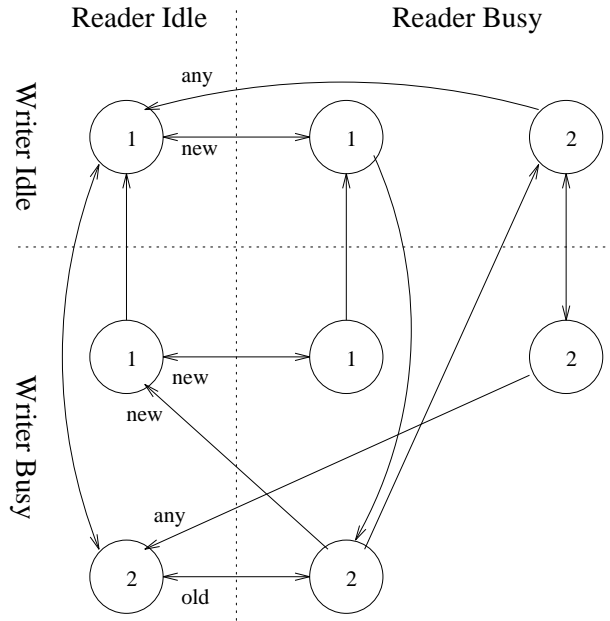 Reader Idle
Reader Busy
Writer Idle
any
1
new
1
2
Writer Busy
1
new
1
2
new
any
2
old
2